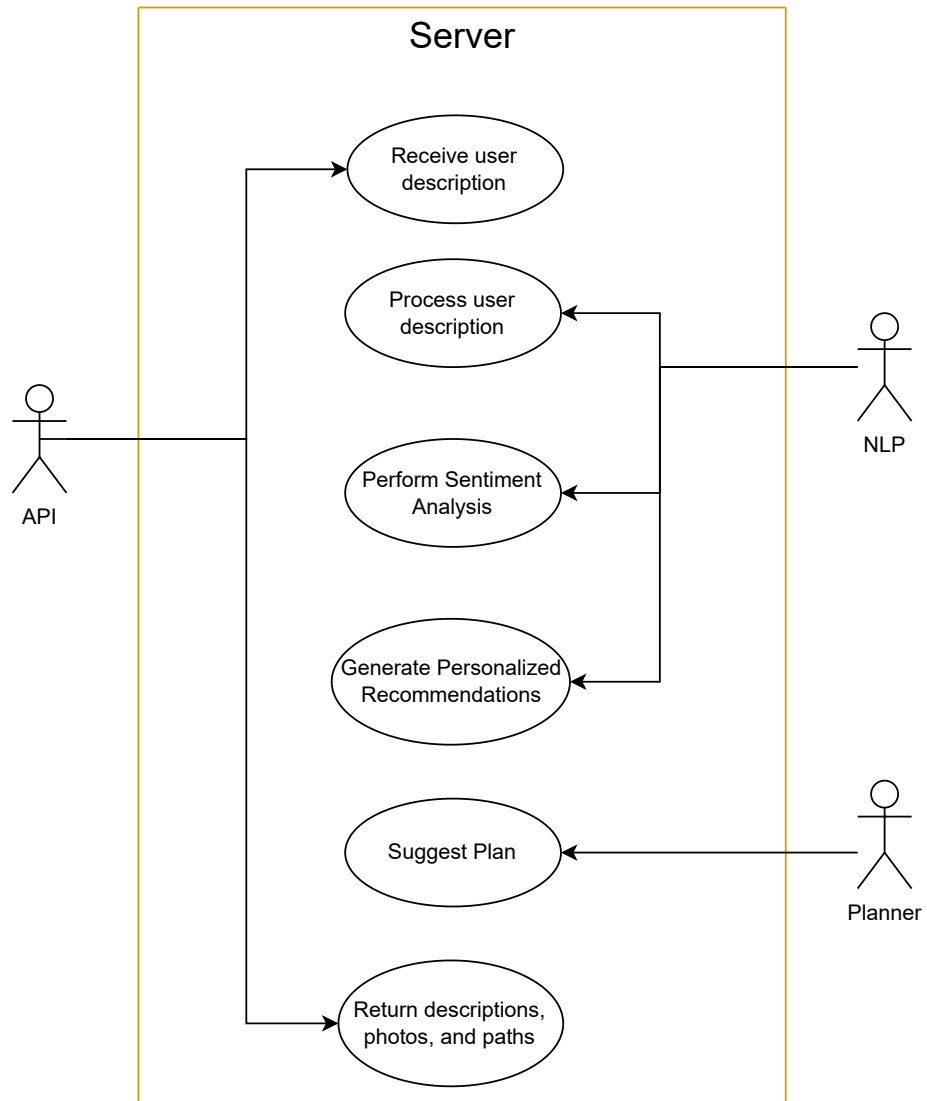 Server
Receive user
description
Process user
description
NLP
Perform Sentiment
Analysis
API
Generate Personalized
Recommendations
Suggest Plan
Planner
Return descriptions,
photos, and paths